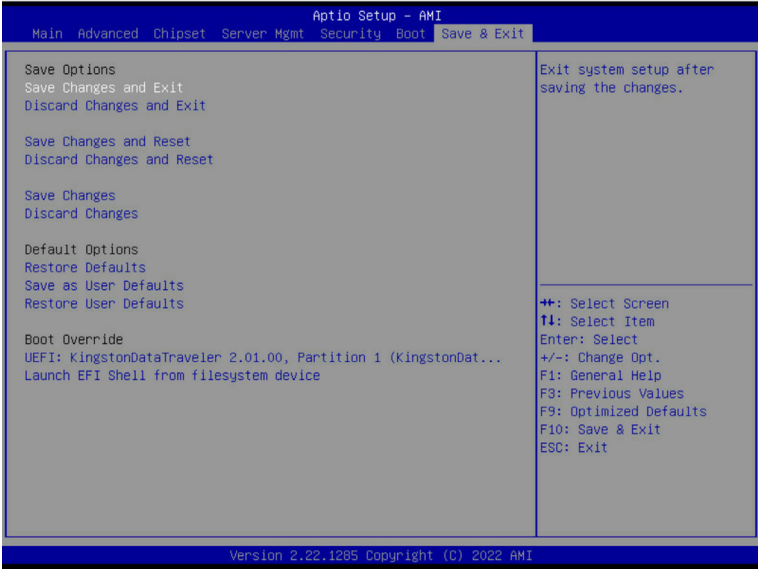 Aptio Setup - AMI
Main Advanced Chipset Server Mgmt Security Boot Save & Exit
Save Options
Save Changes and Exit
Discard Changes and Exit
Save Changes and Reset
Discard Changes and Reset
Save Changes
Discard Changes
Default Options
Restore Defaults
Save as User Defaults
Restore User Defaults
Boot Override
UEFI: KingstonDataTraveler 2.01.00, Partition 1 (KingstonDat...
Launch EFI Shell from filesystem device
Exit system setup after
saving the changes.
→←: Select Screen
↑↓: Select Item
Enter: Select
+/-: Change Opt.
F1: General Help
F3: Previous Values
F9: Optimized Defaults
F10: Save & Exit
ESC: Exit
Version 2.22.1285 Copyright (C) 2022 AMI